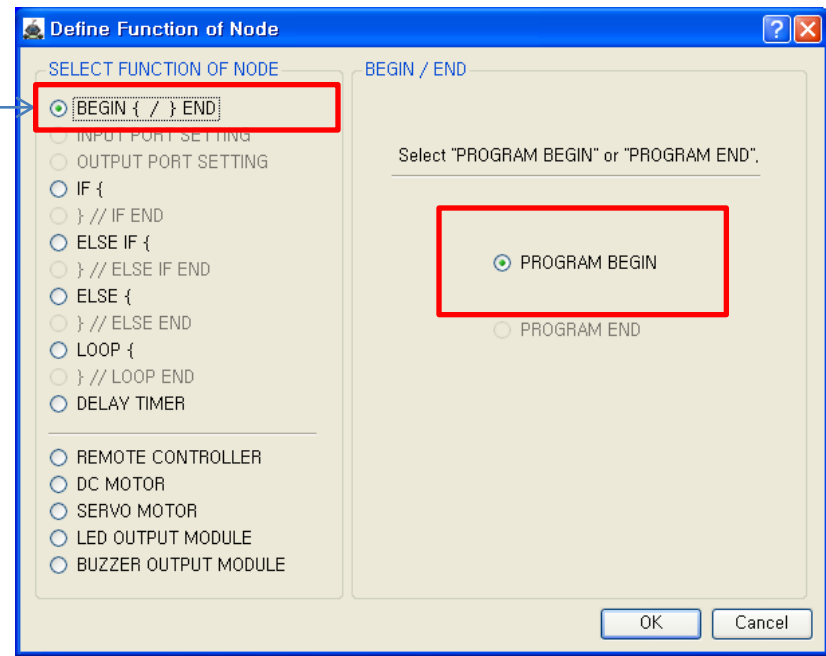 Define Function of Node
SELECT FUNCTION OF NODE
BEGIN { / } END
INPUT PORT SETTING
OUTPUT PORT SETTING
IF {
} // IF END
ELSE IF {
} // ELSE IF END
ELSE {
} // ELSE END
LOOP {
} // LOOP END
DELAY TIMER
REMOTE CONTROLLER
DC MOTOR
SERVO MOTOR
LED OUTPUT MODULE
BUZZER OUTPUT MODULE
BEGIN / END
Select "PROGRAM BEGIN" or "PROGRAM END".
PROGRAM BEGIN
PROGRAM END
OK
Cancel